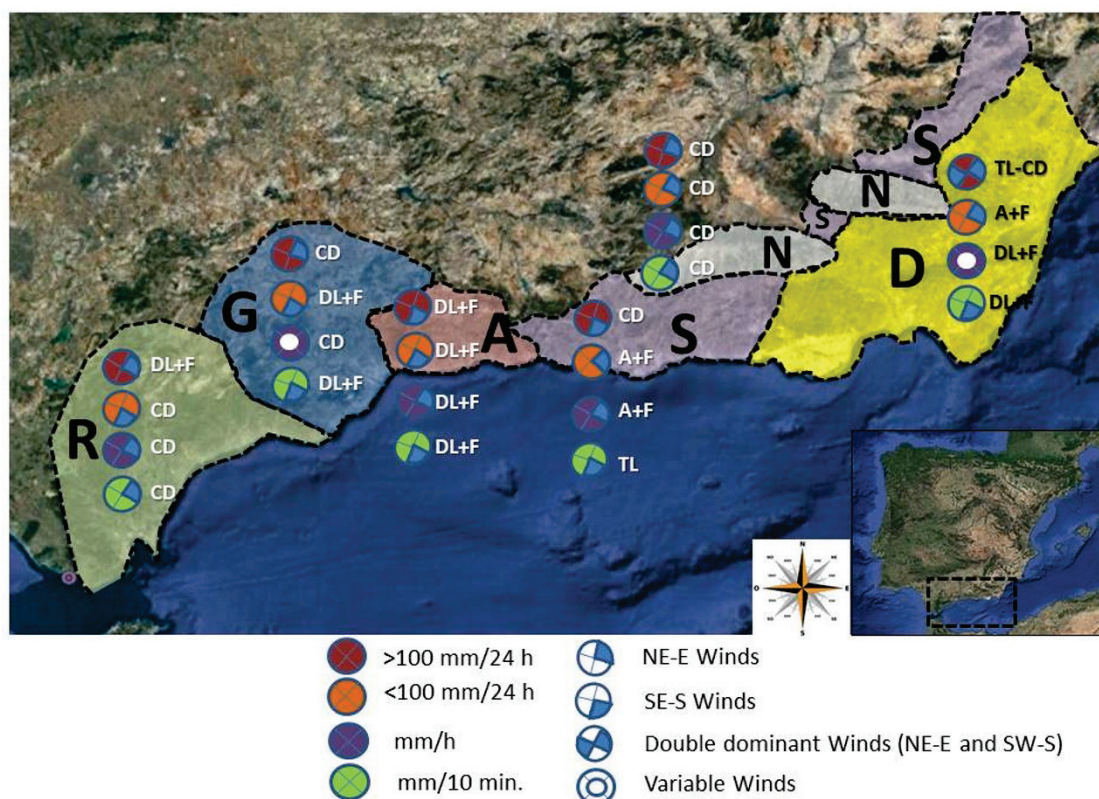 S
CD
TL-CD
CD
N
A+F
S
CD
CD
N
DL+F
CD
D
DL+F
G
DL+F
DL+F
CD
A
S
CD
DL+F
DL+F
A+F
DL+F
R
CD
DL+F
A+F
CD
DL+F
TL
CD
N
O
E
S
>100 mm/24 h
NE-E Winds
<100 mm/24 h
SE-S Winds
mm/h
Double dominant Winds (NE-E and SW-S)
mm/10 min.
Variable Winds